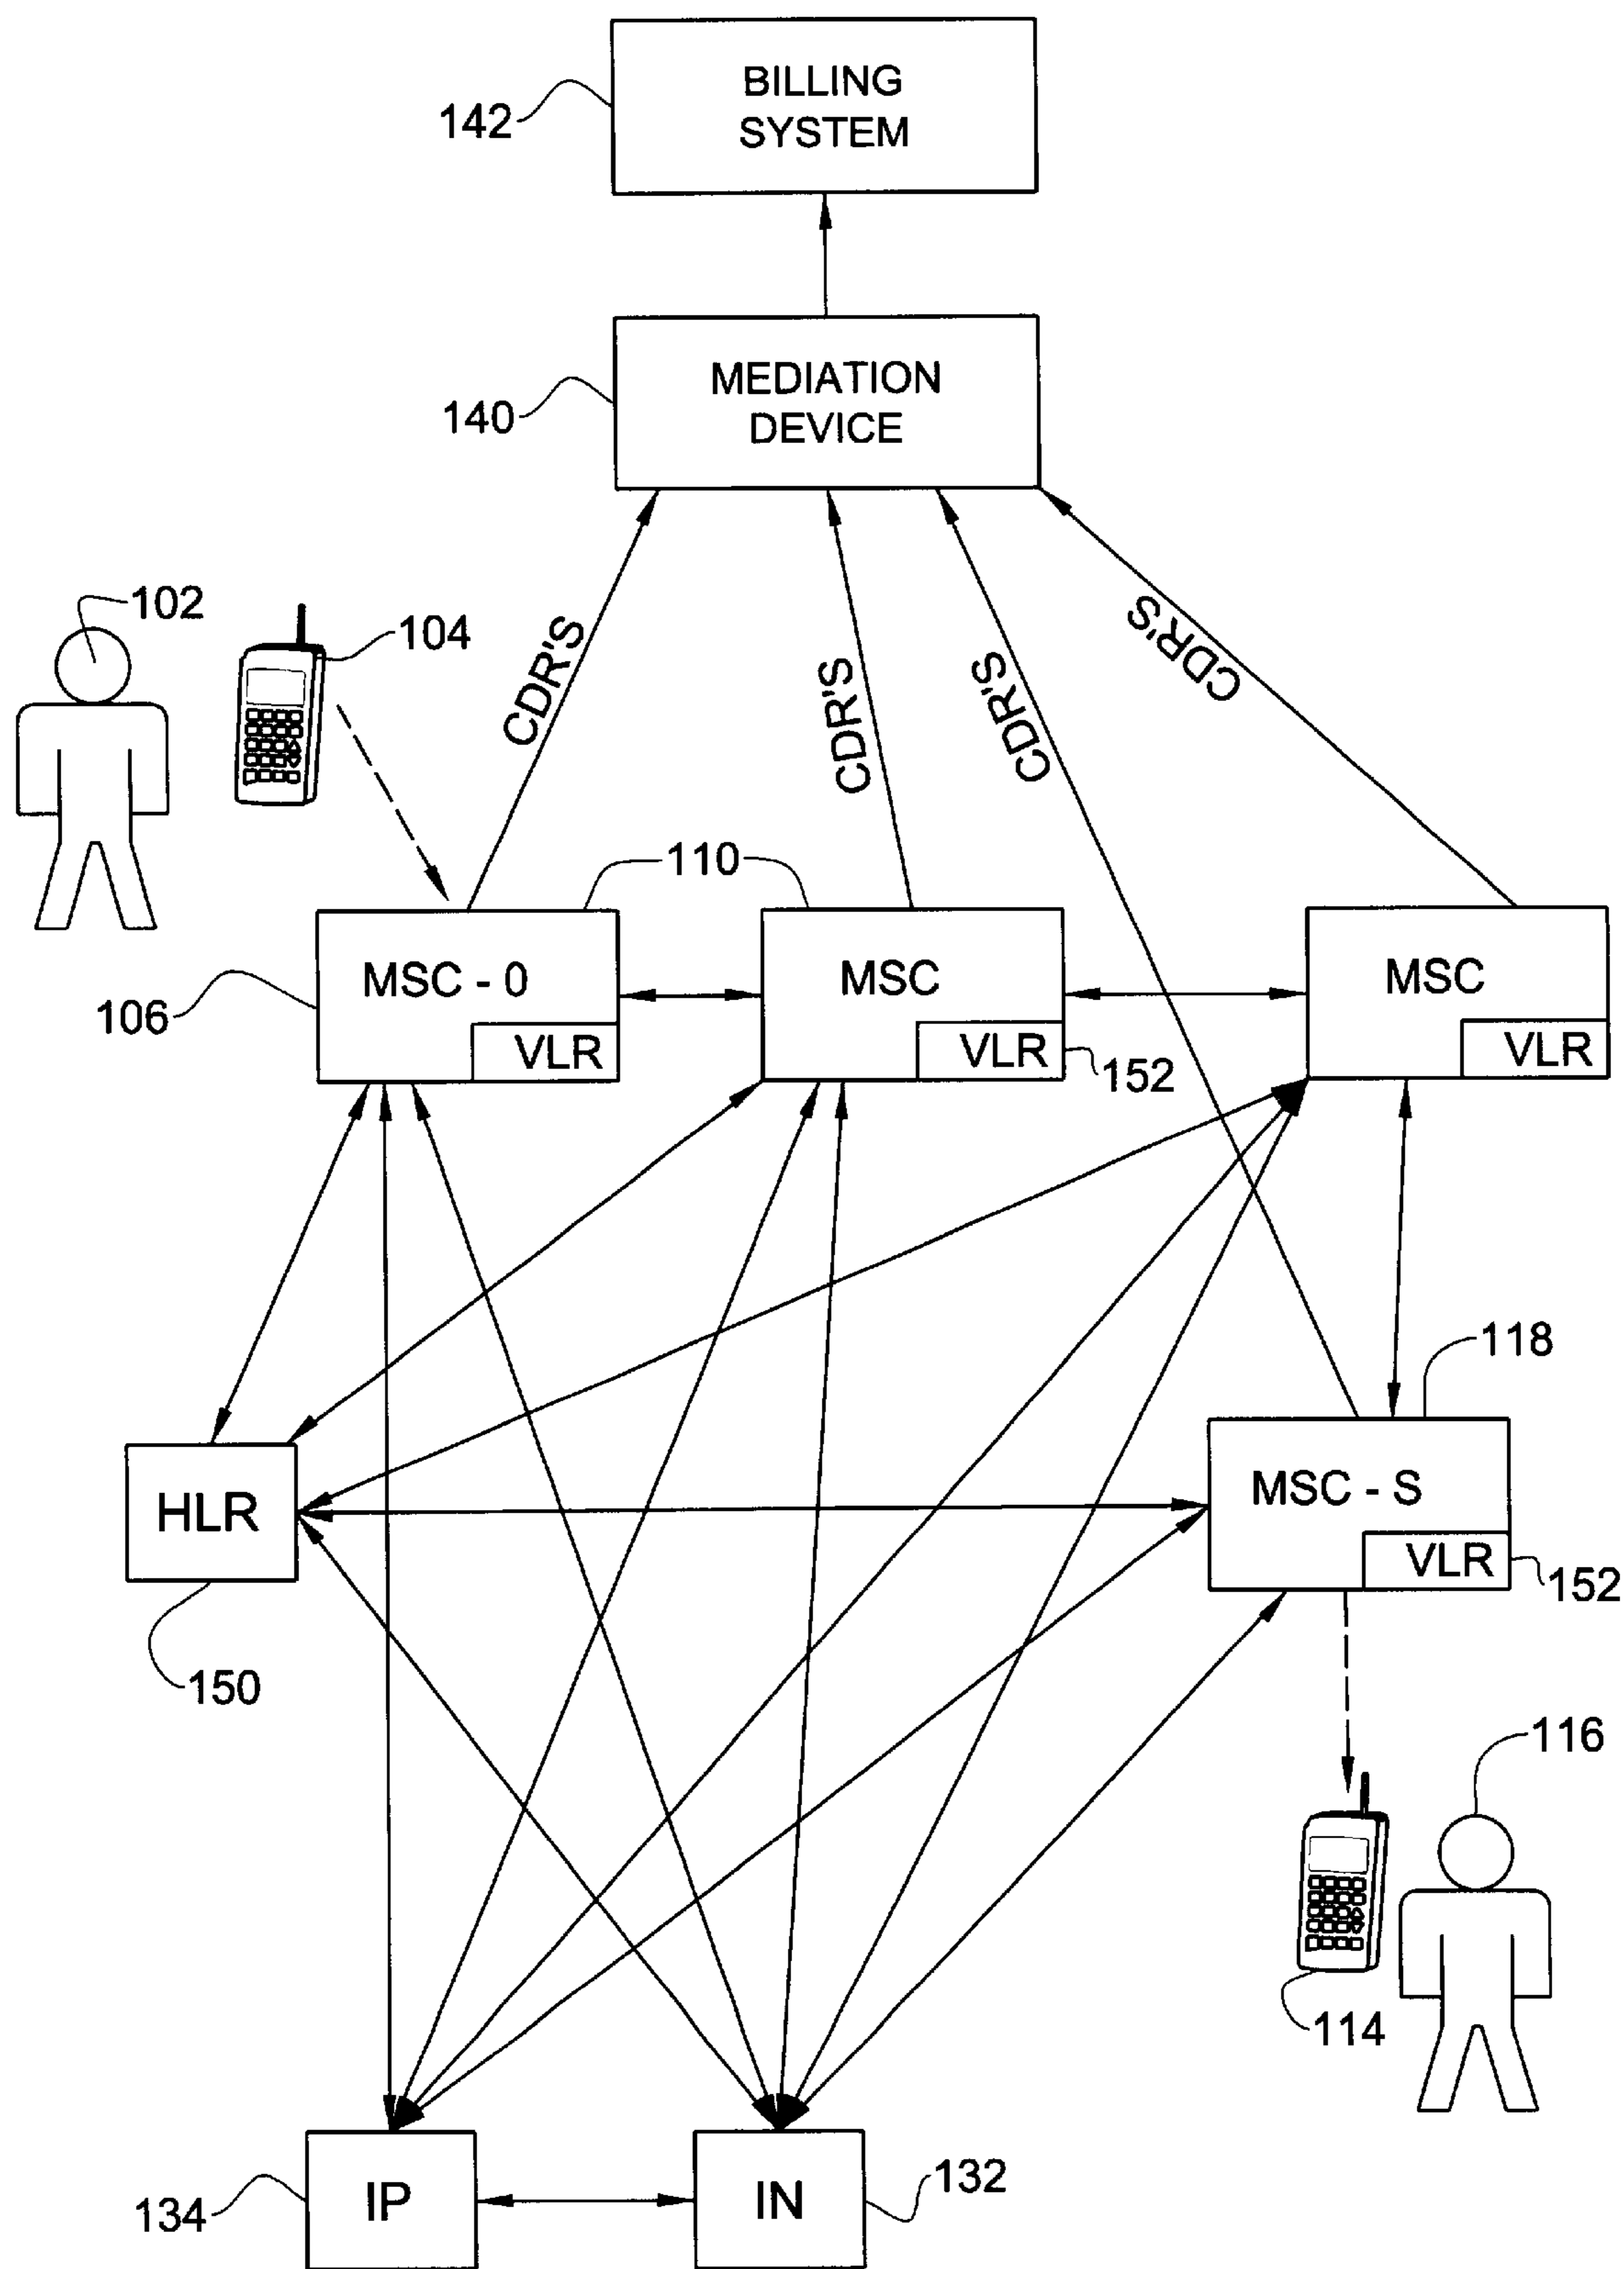 BILLING
SYSTEM
142
MEDIATION
DEVICE
140
102
104
CDR'S
CDR'S
CDR'S
CDR'S
110
MSC - 0
VLR
106
MSC
VLR
152
MSC
VLR
118
HLR
150
MSC - S
VLR
152
116
114
IP
134
IN
132